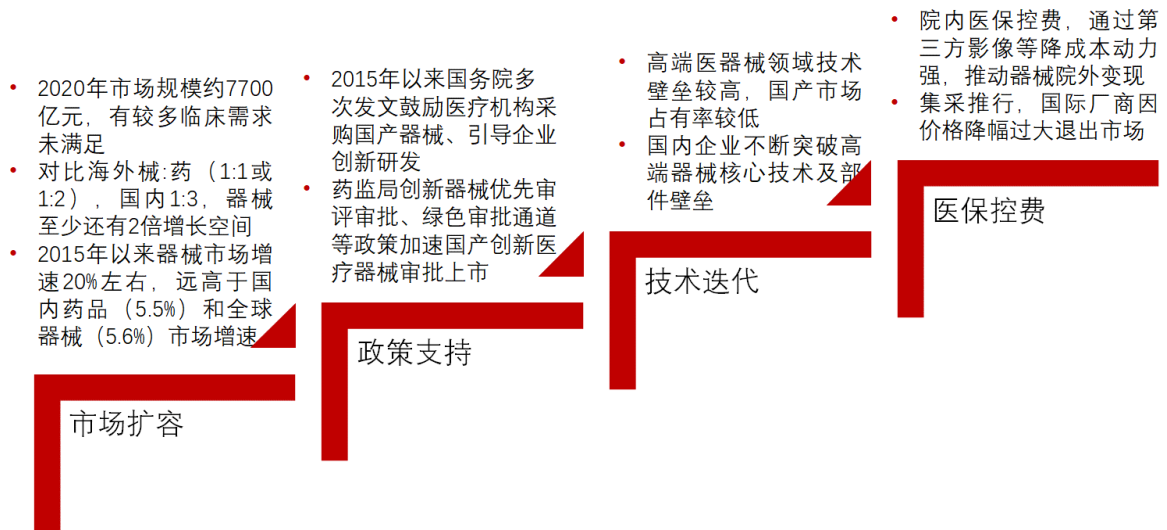 • 2020年市场规模约7700
亿元，有较多临床需求
未满足
• 对比海外械:药（1:1或
1:2），国内1:3，器械
至少还有2倍增长空间
• 2015年以来器械市场增
速20%左右，远高于国
内药品（5.5%）和全球
器械（5.6%）市场增速
市场扩容
• 2015年以来国务院多
次发文鼓励医疗机构采
购国产器械、引导企业
创新研发
• 药监局创新器械优先审
评审批、绿色审批通道
等政策加速国产创新医
疗器械审批上市
政策支持
• 高端医器械领域技术
壁垒较高，国产市场
占有率较低
• 国内企业不断突破高
端器械核心技术及部
件壁垒
技术迭代
• 院内医保控费，通过第
三方影像等降成本动力
强，推动器械院外变现
• 集采推行，国际厂商因
价格降幅过大退出市场
医保控费